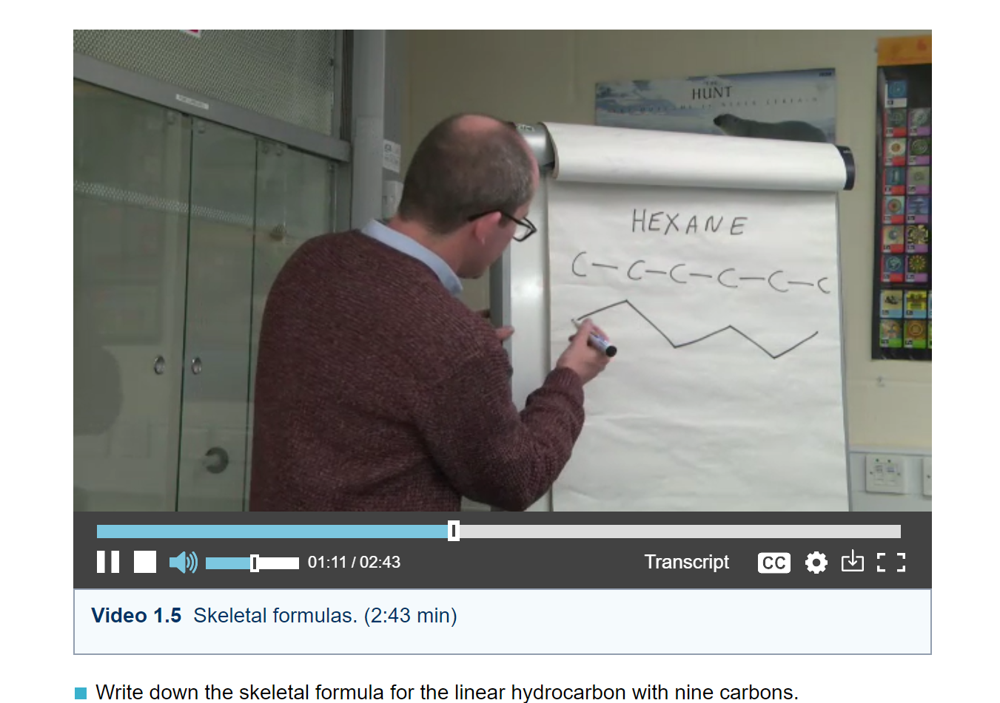 HUNT
HEXANE
C-C-C-C-C-C
01:11 / 02:43
Transcript
CC
Video 1.5 Skeletal formulas. (2:43 min)
Write down the skeletal formula for the linear hydrocarbon with nine carbons.